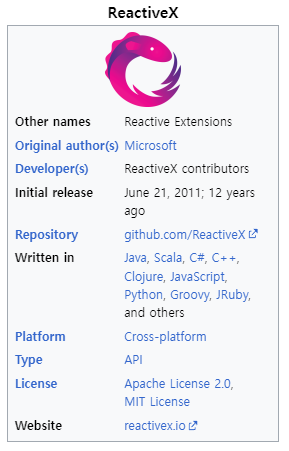 ReactiveX
Other names Reactive Extensions
Original author(s) Microsoft
Developer(s) ReactiveX contributors
Initial release June 21, 2011; 12 years
ago
Repository github.com/ReactiveX
Written in Java, Scala, C#, C++,
Clojure, JavaScript,
Python, Groovy, JRuby,
and others
Platform Cross-platform
Type API
License Apache License 2.0,
MIT License
Website reactivex.io